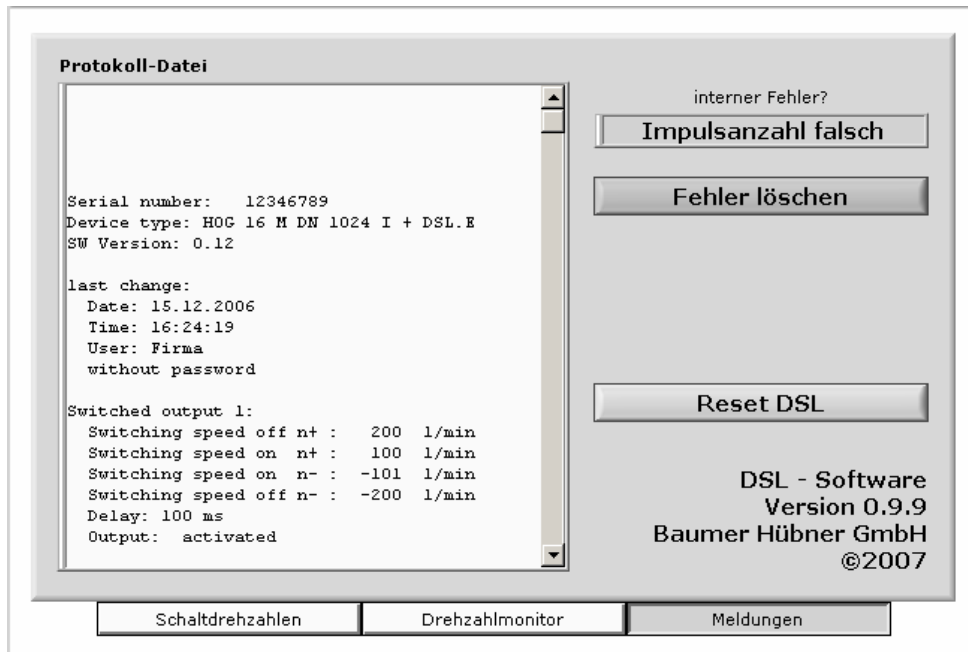 Protokoll-Datei
Serial number: 12346789
Device type: HOG 16 M DN 1024 I + DSL.E
SW Version: 0.12
last change:
Date: 15.12.2006
Time: 16:24:19
User: Firma
without password
Switched output 1:
Switching speed off n+ : 200 1/min
Switching speed on n+ : 100 1/min
Switching speed on n- : -101 1/min
Switching speed off n- : -200 1/min
Delay: 100 ms
Output: activated
interner Fehler?
Impulsanzahl falsch
Fehler löschen
Reset DSL
DSL - Software
Version 0.9.9
Baumer Hübner GmbH
©2007
Schaltdrehzahlen
Drehzahlmonitor
Meldungen